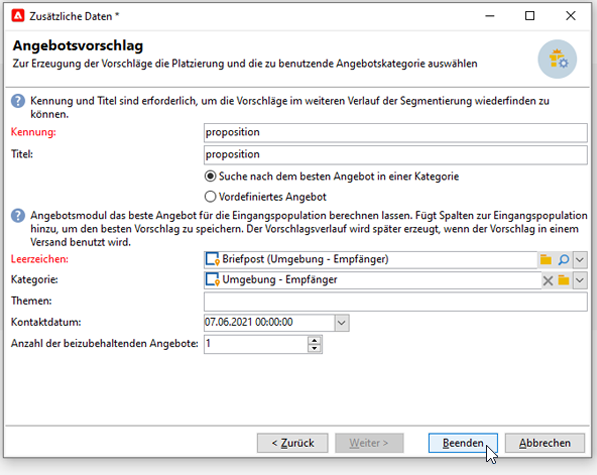 Zusätzliche Daten *
Angebotsvorschlag
Zur Erzeugung der Vorschläge die Platzierung und die zu benutzende Angebotskategorie auswählen
Kennung und Titel sind erforderlich, um die Vorschläge im weiteren Verlauf der Segmentierung wiederfinden zu
können.
Kennung: proposition
Titel: proposition
Suche nach dem besten Angebot in einer Kategorie
Vordefiniertes Angebot
Angebotsmodul das beste Angebot für die Eingangspopulation berechnen lassen. Fügt Spalten zur Eingangspopulation
hinzu, um den besten Vorschlag zu speichern. Der Vorschlagsverlauf wird später erzeugt, wenn der Vorschlag in einem
Versand benutzt wird.
Leerzeichen: Briefpost (Umgebung - Empfänger)
Kategorie: Umgebung - Empfänger
Themen:
Kontaktdatum: 07.06.2021 00:00:00
Anzahl der beizubehaltenden Angebote: 1
< Zurück Weiter > Beenden Abbrechen